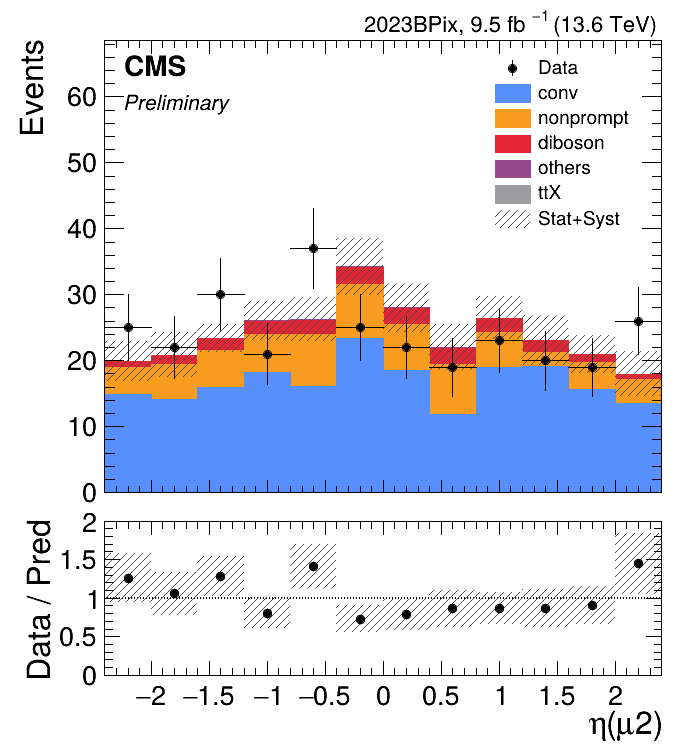 2023BPix, 9.5 fb⁻¹ (13.6 TeV)
CMS
Preliminary
Events
Data
conv
nonprompt
diboson
others
ttX
Stat+Syst
60
50
40
30
20
10
0
Data / Pred
2
1.5
1
0.5
0
−2 −1.5 −1 −0.5 0 0.5 1 1.5 2
η(μ2)